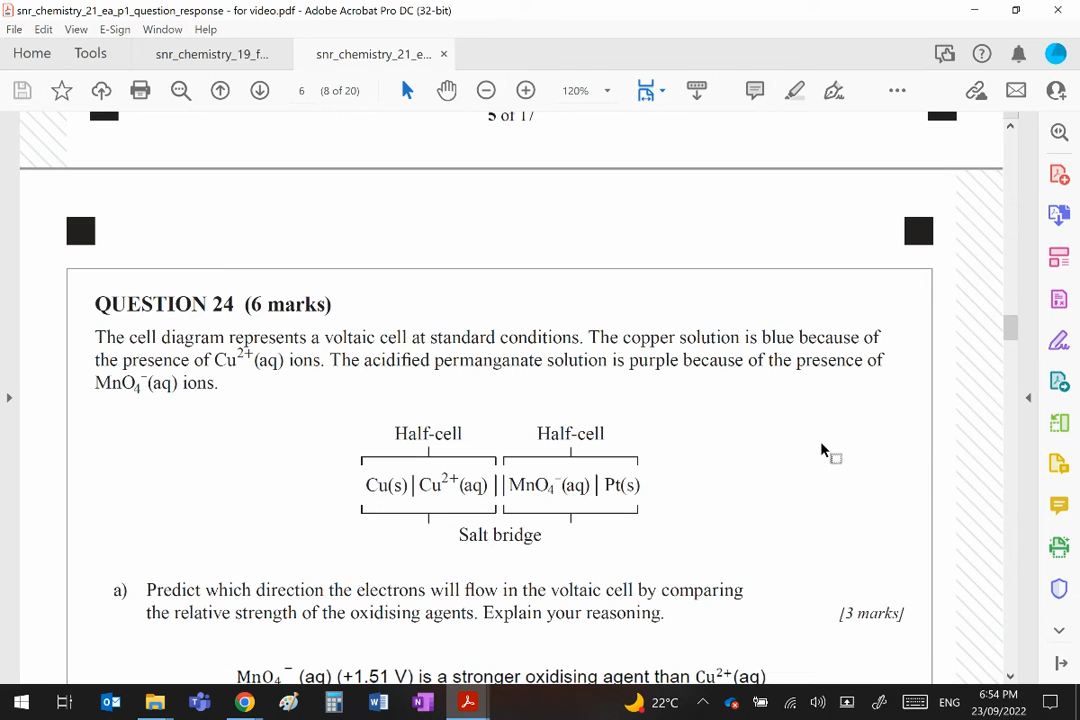 snr_chemistry_21_ea_p1_question_response - for video.pdf - Adobe Acrobat Pro DC (32-bit)
File Edit View E-Sign Window Help
Home Tools snr_chemistry_19_f... snr_chemistry_21_e... ×
6 (8 of 20) 120%
5 of 17
QUESTION 24 (6 marks)
The cell diagram represents a voltaic cell at standard conditions. The copper solution is blue because of
the presence of Cu²⁺(aq) ions. The acidified permanganate solution is purple because of the presence of
MnO₄⁻(aq) ions.
Half-cell Half-cell
Cu(s) | Cu²⁺(aq) || MnO₄⁻(aq) | Pt(s)
Salt bridge
a) Predict which direction the electrons will flow in the voltaic cell by comparing
the relative strength of the oxidising agents. Explain your reasoning. [3 marks]
MnO₄⁻ (aq) (+1.51 V) is a stronger oxidising agent than Cu²⁺(aq)
22°C ENG 6:54 PM
23/09/2022